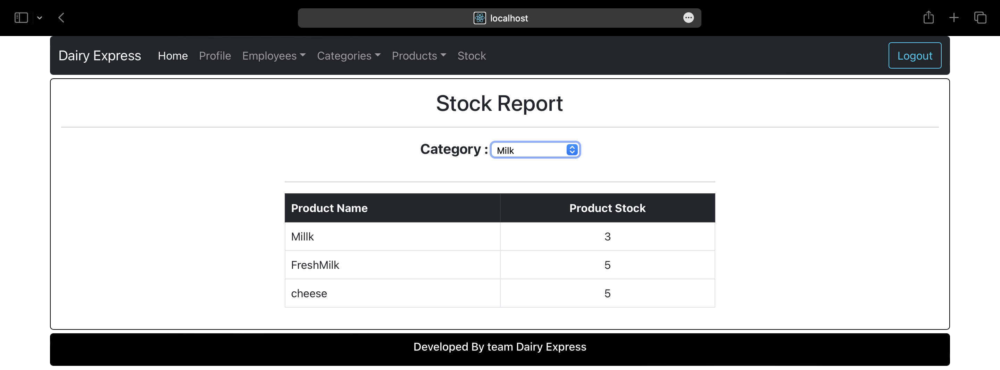 localhost
Dairy Express Home Profile Employees Categories Products Stock Logout
Stock Report
Category : Milk
Product Name Product Stock
Millk 3
FreshMilk 5
cheese 5
Developed By team Dairy Express